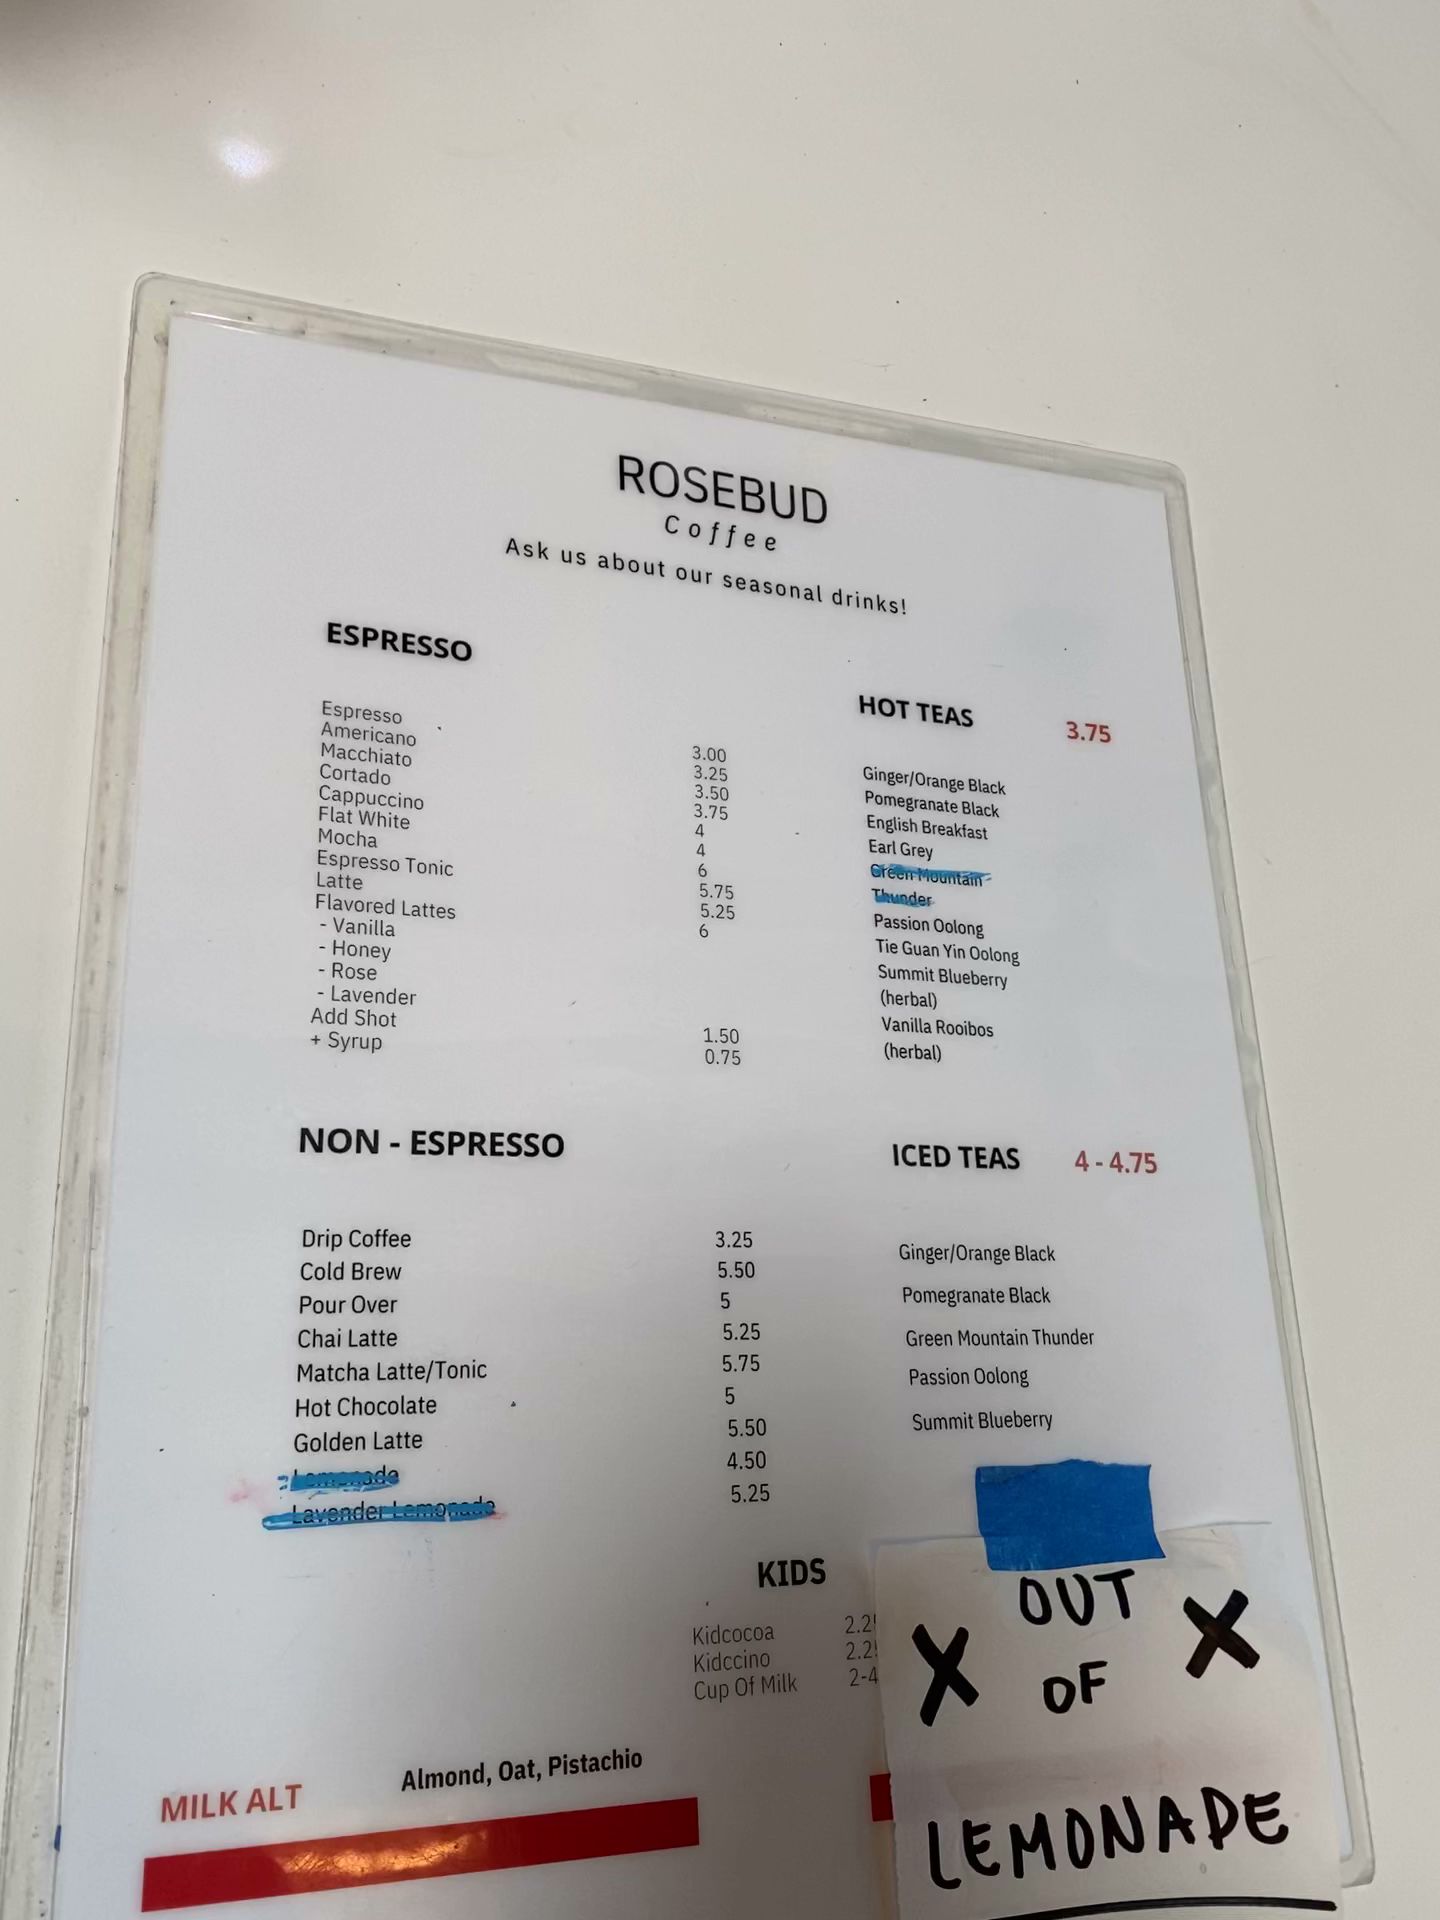 ROSEBUD
Coffee
Ask us about our seasonal drinks!
ESPRESSO
Espresso 3.00
Americano 3.25
Macchiato 3.50
Cortado 3.75
Cappuccino 4
Flat White 4
Mocha 6
Espresso Tonic 5.75
Latte 5.25
Flavored Lattes 6
- Vanilla
- Honey
- Rose
- Lavender
Add Shot 1.50
+ Syrup 0.75
HOT TEAS 3.75
Ginger/Orange Black
Pomegranate Black
English Breakfast
Earl Grey
Green Mountain
Thunder
Passion Oolong
Tie Guan Yin Oolong
Summit Blueberry
(herbal)
Vanilla Rooibos
(herbal)
NON - ESPRESSO
Drip Coffee 3.25
Cold Brew 5.50
Pour Over 5
Chai Latte 5.25
Matcha Latte/Tonic 5.75
Hot Chocolate 5
Golden Latte 5.50
Lemonade 4.50
Lavender Lemonade 5.25
ICED TEAS 4 - 4.75
Ginger/Orange Black
Pomegranate Black
Green Mountain Thunder
Passion Oolong
Summit Blueberry
KIDS
Kidcocoa
Kidccino
Cup Of Milk 2-4
MILK ALT Almond, Oat, Pistachio
X OUT X
OF
LEMONADE